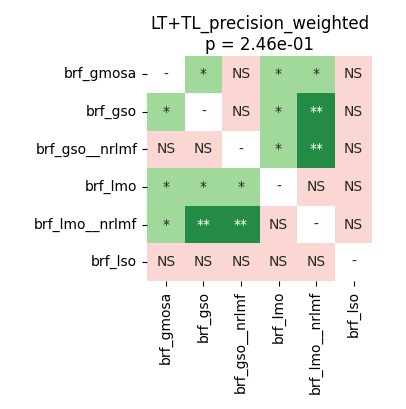 LT+TL_precision_weighted
p = 2.46e-01
brf_gmosa - * NS * * NS
brf_gso * - NS * ** NS
brf_gso__nrlmf NS NS - * ** NS
brf_lmo * * * - NS NS
brf_lmo__nrlmf * ** ** NS - NS
brf_lso NS NS NS NS NS -
brf_gmosa
brf_gso
brf_gso__nrlmf
brf_lmo
brf_lmo__nrlmf
brf_lso